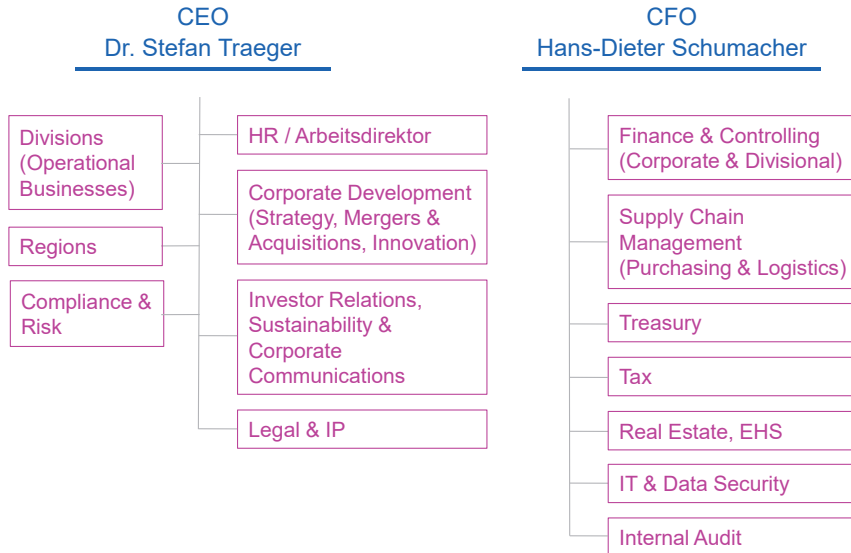 CEO
Dr. Stefan Traeger
Divisions
(Operational
Businesses)
Regions
Compliance &
Risk
HR / Arbeitsdirektor
Corporate Development
(Strategy, Mergers &
Acquisitions, Innovation)
Investor Relations,
Sustainability &
Corporate
Communications
Legal & IP
CFO
Hans-Dieter Schumacher
Finance & Controlling
(Corporate & Divisional)
Supply Chain
Management
(Purchasing & Logistics)
Treasury
Tax
Real Estate, EHS
IT & Data Security
Internal Audit